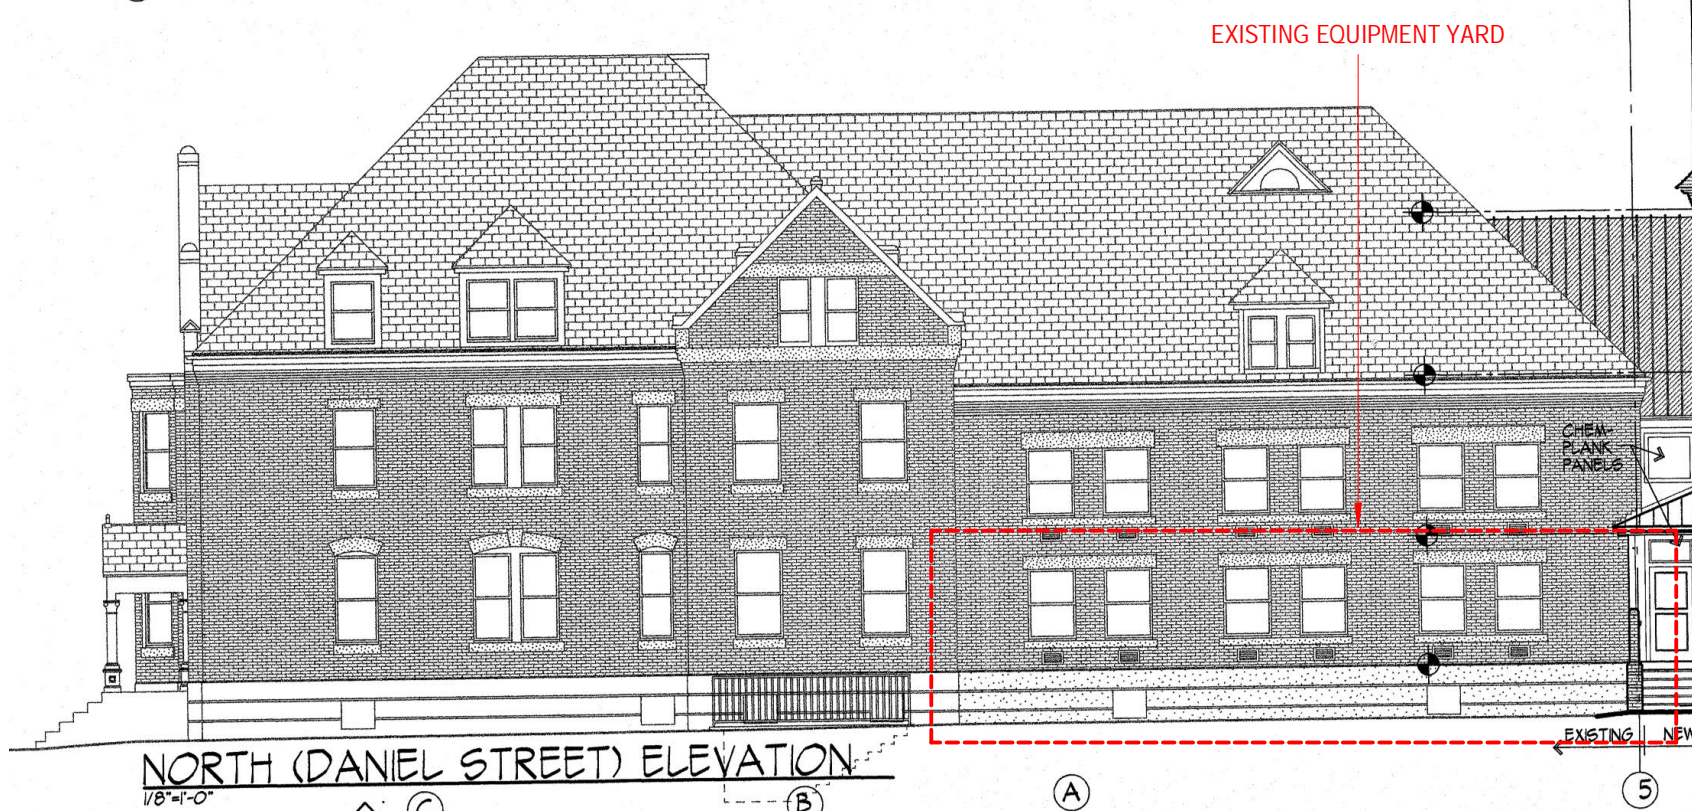 EXISTING EQUIPMENT YARD
CHEM-
PLANK
PANELS
EXISTING
NEW
NORTH (DANIEL STREET) ELEVATION
1/8"=1'-0"
C
B
A
5